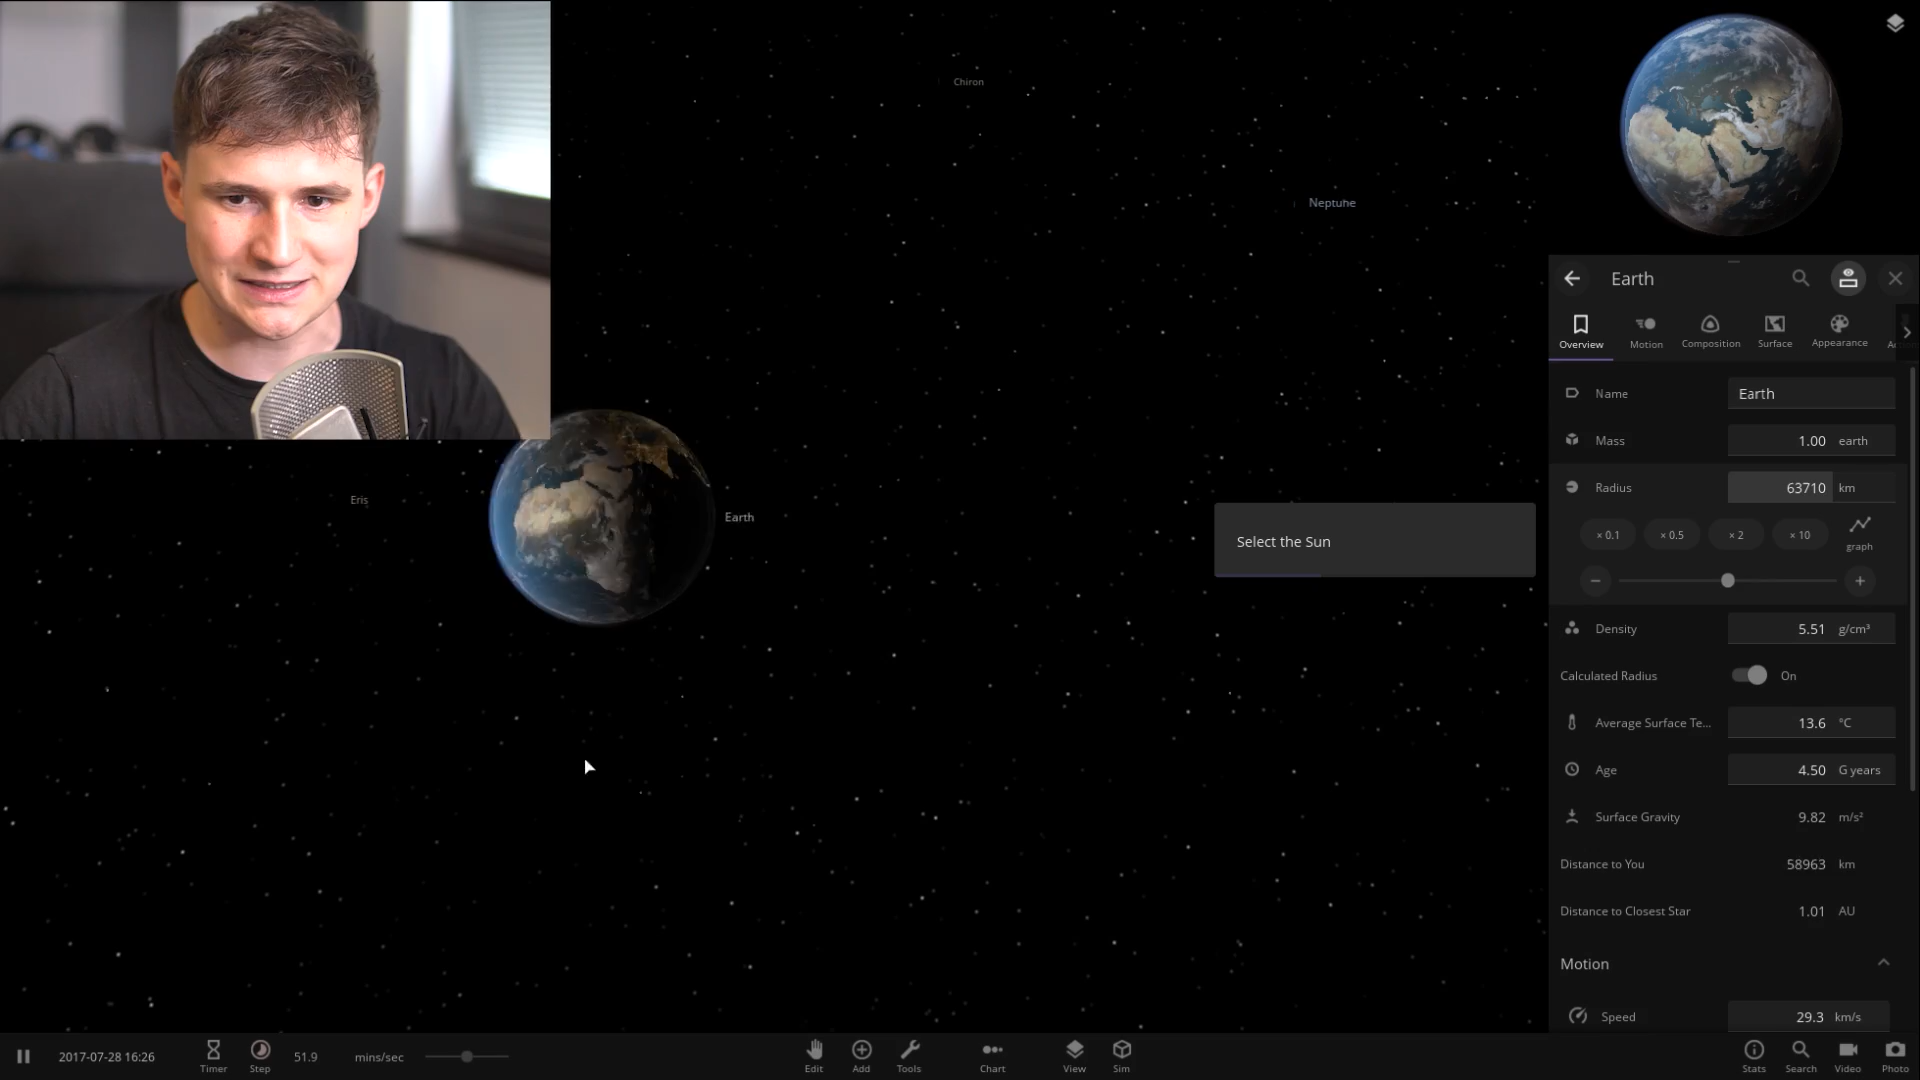 Chiron
Neptune
Eris
Earth
Select the Sun
Earth
Overview
Motion
Composition
Surface
Appearance
Name
Earth
Mass
1.00 earth
Radius
63710 km
× 0.1
× 0.5
× 2
× 10
graph
Density
5.51 g/cm³
Calculated Radius
On
Average Surface Te...
13.6 °C
Age
4.50 G years
Surface Gravity
9.82 m/s²
Distance to You
58963 km
Distance to Closest Star
1.01 AU
Motion
Speed
29.3 km/s
2017-07-28 16:26
Timer
Step
51.9 mins/sec
Edit
Add
Tools
Chart
View
Sim
Stats
Search
Video
Photo